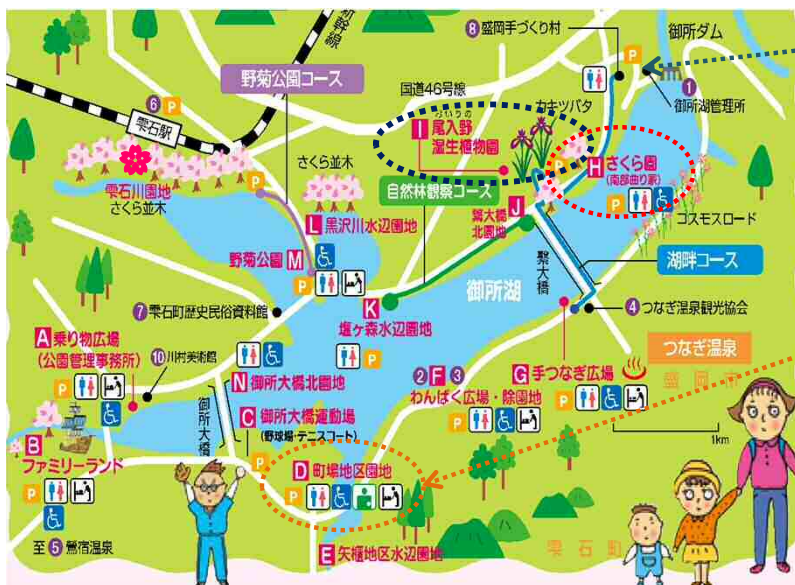 新幹線
野菊公園コース
⑧盛岡手づくり村
P
御所ダム
①
御所湖管理所
国道46号線
⑥P
雫石駅
カキツバタ
I 尾入野
湿生植物園
H さくら園
(南部曲り家)
P
雫石川園地
さくら並木
P
さくら並木
自然林観察コース
J
繋大橋
北園地
コスモスロード
L 黒沢川水辺園地
野菊公園 M
P
繋大橋
湖畔コース
御所湖
⑦雫石町歴史民俗資料館
K
塩ヶ森水辺園地
P
④つなぎ温泉観光協会
A 乗り物広場
(公園管理事務所)
P
⑩川村美術館
つなぎ温泉
盛岡市
N 御所大橋北園地
② F ③
わんぱく広場・除園地
P
G 手つなぎ広場
P
1km
御所大橋
C 御所大橋運動場
(野球場・テニスコート)
P
B
ファミリーランド
P
D 町場地区園地
P
至⑤鶯宿温泉
E 矢櫃地区水辺園地
雫石町